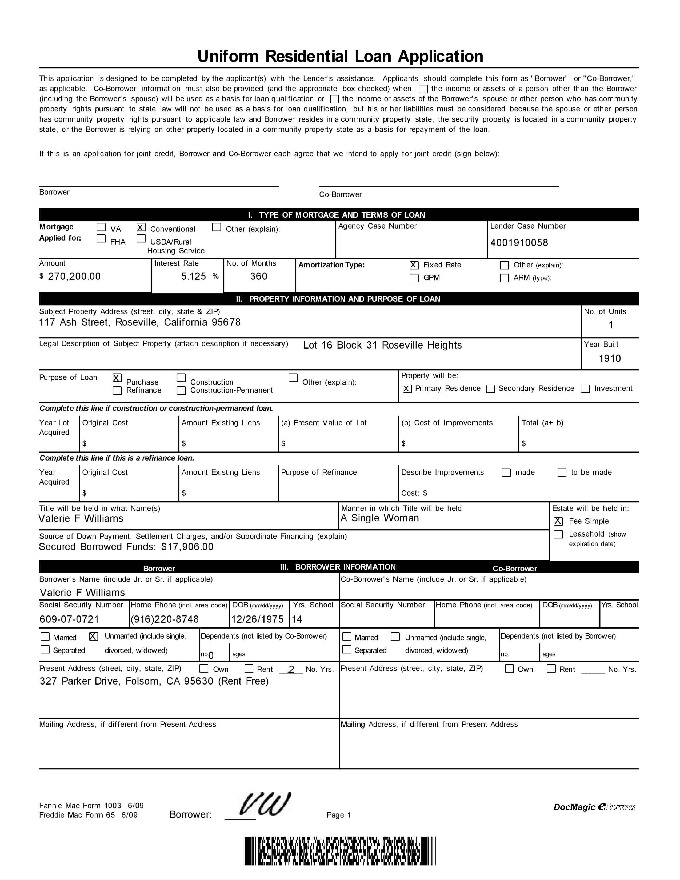 Uniform Residential Loan Application
This application is designed to be completed by the applicant(s) with the Lender's assistance. Applicants should complete this form as "Borrower" or "Co-Borrower,"
as applicable. Co-Borrower information must also be provided (and the appropriate box checked) when the income or assets of a person other than the Borrower
(including the Borrower's spouse) will be used as a basis for loan qualification or the income or assets of the Borrower's spouse or other person who has community
property rights pursuant to state law will not be used as a basis for loan qualification, but his or her liabilities must be considered because the spouse or other person
has community property rights pursuant to applicable law and Borrower resides in a community property state, the security property is located in a community property
state, or the Borrower is relying on other property located in a community property state as a basis for repayment of the loan.
If this is an application for joint credit, Borrower and Co-Borrower each agree that we intend to apply for joint credit (sign below):
Borrower Co-Borrower
I. TYPE OF MORTGAGE AND TERMS OF LOAN
Mortgage VA X Conventional Other (explain): Agency Case Number Lender Case Number
Applied for: FHA USDA/Rural 4001910058
Housing Service
Amount Interest Rate No. of Months Amortization Type: X Fixed Rate Other (explain):
$ 270,200.00 5.125 % 360 GPM ARM (type):
II. PROPERTY INFORMATION AND PURPOSE OF LOAN
Subject Property Address (street, city, state & ZIP) No. of Units
117 Ash Street, Roseville, California 95678 1
Legal Description of Subject Property (attach description if necessary) Lot 16 Block 31 Roseville Heights Year Built
1910
Purpose of Loan X Purchase Construction Other (explain): Property will be:
Refinance Construction-Permanent X Primary Residence Secondary Residence Investment
Complete this line if construction or construction-permanent loan.
Year Lot Original Cost Amount Existing Liens (a) Present Value of Lot (b) Cost of Improvements Total (a+ b)
Acquired
$ $ $ $ $
Complete this line if this is a refinance loan.
Year Original Cost Amount Existing Liens Purpose of Refinance Describe Improvements made to be made
Acquired
$ $ Cost: $
Title will be held in what Name(s) Manner in which Title will be held Estate will be held in:
Valerie F Williams A Single Woman X Fee Simple
Source of Down Payment, Settlement Charges, and/or Subordinate Financing (explain) Leasehold (show
Secured Borrowed Funds: $17,906.00 expiration date)
Borrower III. BORROWER INFORMATION Co-Borrower
Borrower's Name (include Jr. or Sr. if applicable) Co-Borrower's Name (include Jr. or Sr. if applicable)
Valerie F Williams
Social Security Number Home Phone (incl. area code) DOB (mm/dd/yyyy) Yrs. School Social Security Number Home Phone (incl. area code) DOB (mm/dd/yyyy) Yrs. School
609-07-0721 (916)220-8748 12/26/1975 14
Married X Unmarried (include single, Dependents (not listed by Co-Borrower) Married Unmarried (include single, Dependents (not listed by Borrower)
Separated divorced, widowed) no. 0 ages Separated divorced, widowed) no. ages
Present Address (street, city, state, ZIP) Own Rent 2 No. Yrs. Present Address (street, city, state, ZIP) Own Rent No. Yrs.
327 Parker Drive, Folsom, CA 95630 (Rent Free)
Mailing Address, if different from Present Address Mailing Address, if different from Present Address
Fannie Mae Form 1003 6/09
Freddie Mac Form 65 6/09 Borrower: VW Page 1
DocMagic